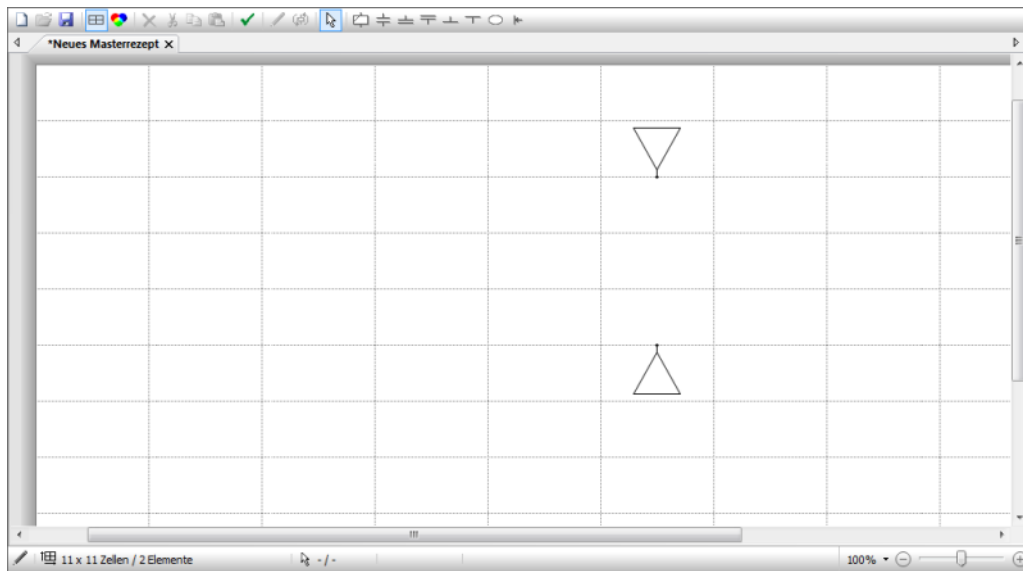 *Neues Masterrezept X
11 x 11 Zellen / 2 Elemente
- / -
100%